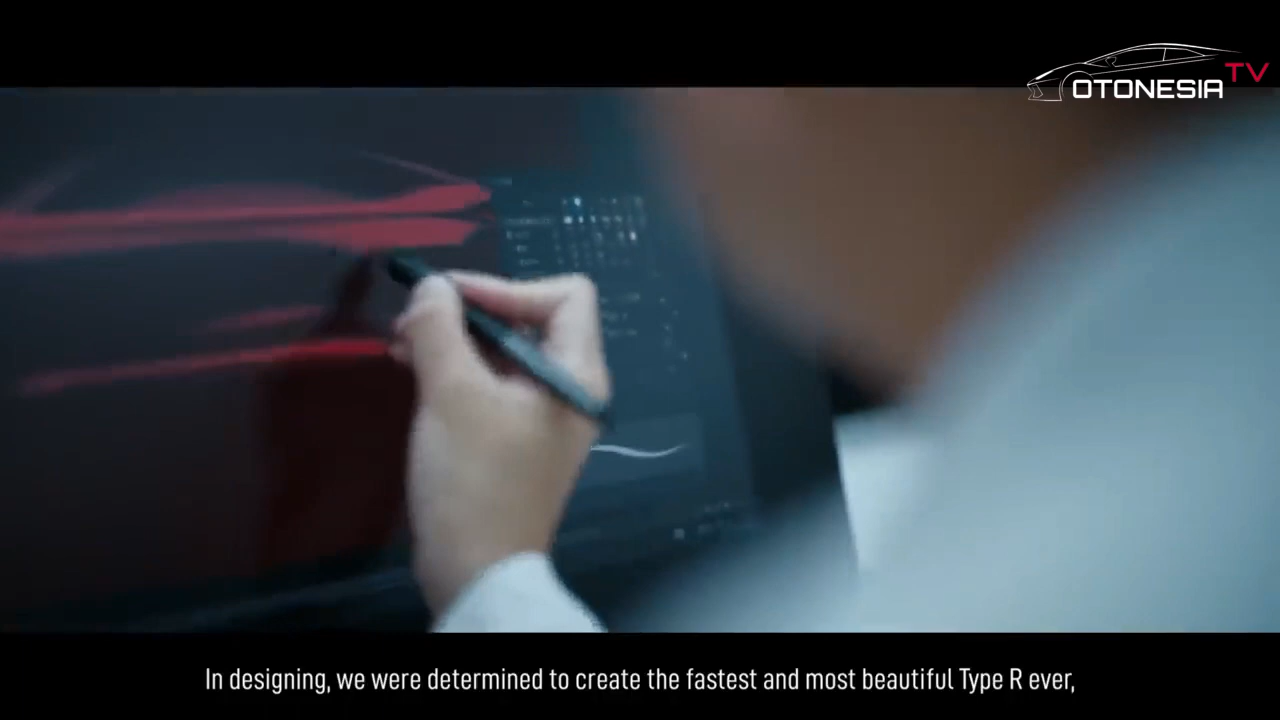 OTONESIA TV
In designing, we were determined to create the fastest and most beautiful Type R ever,